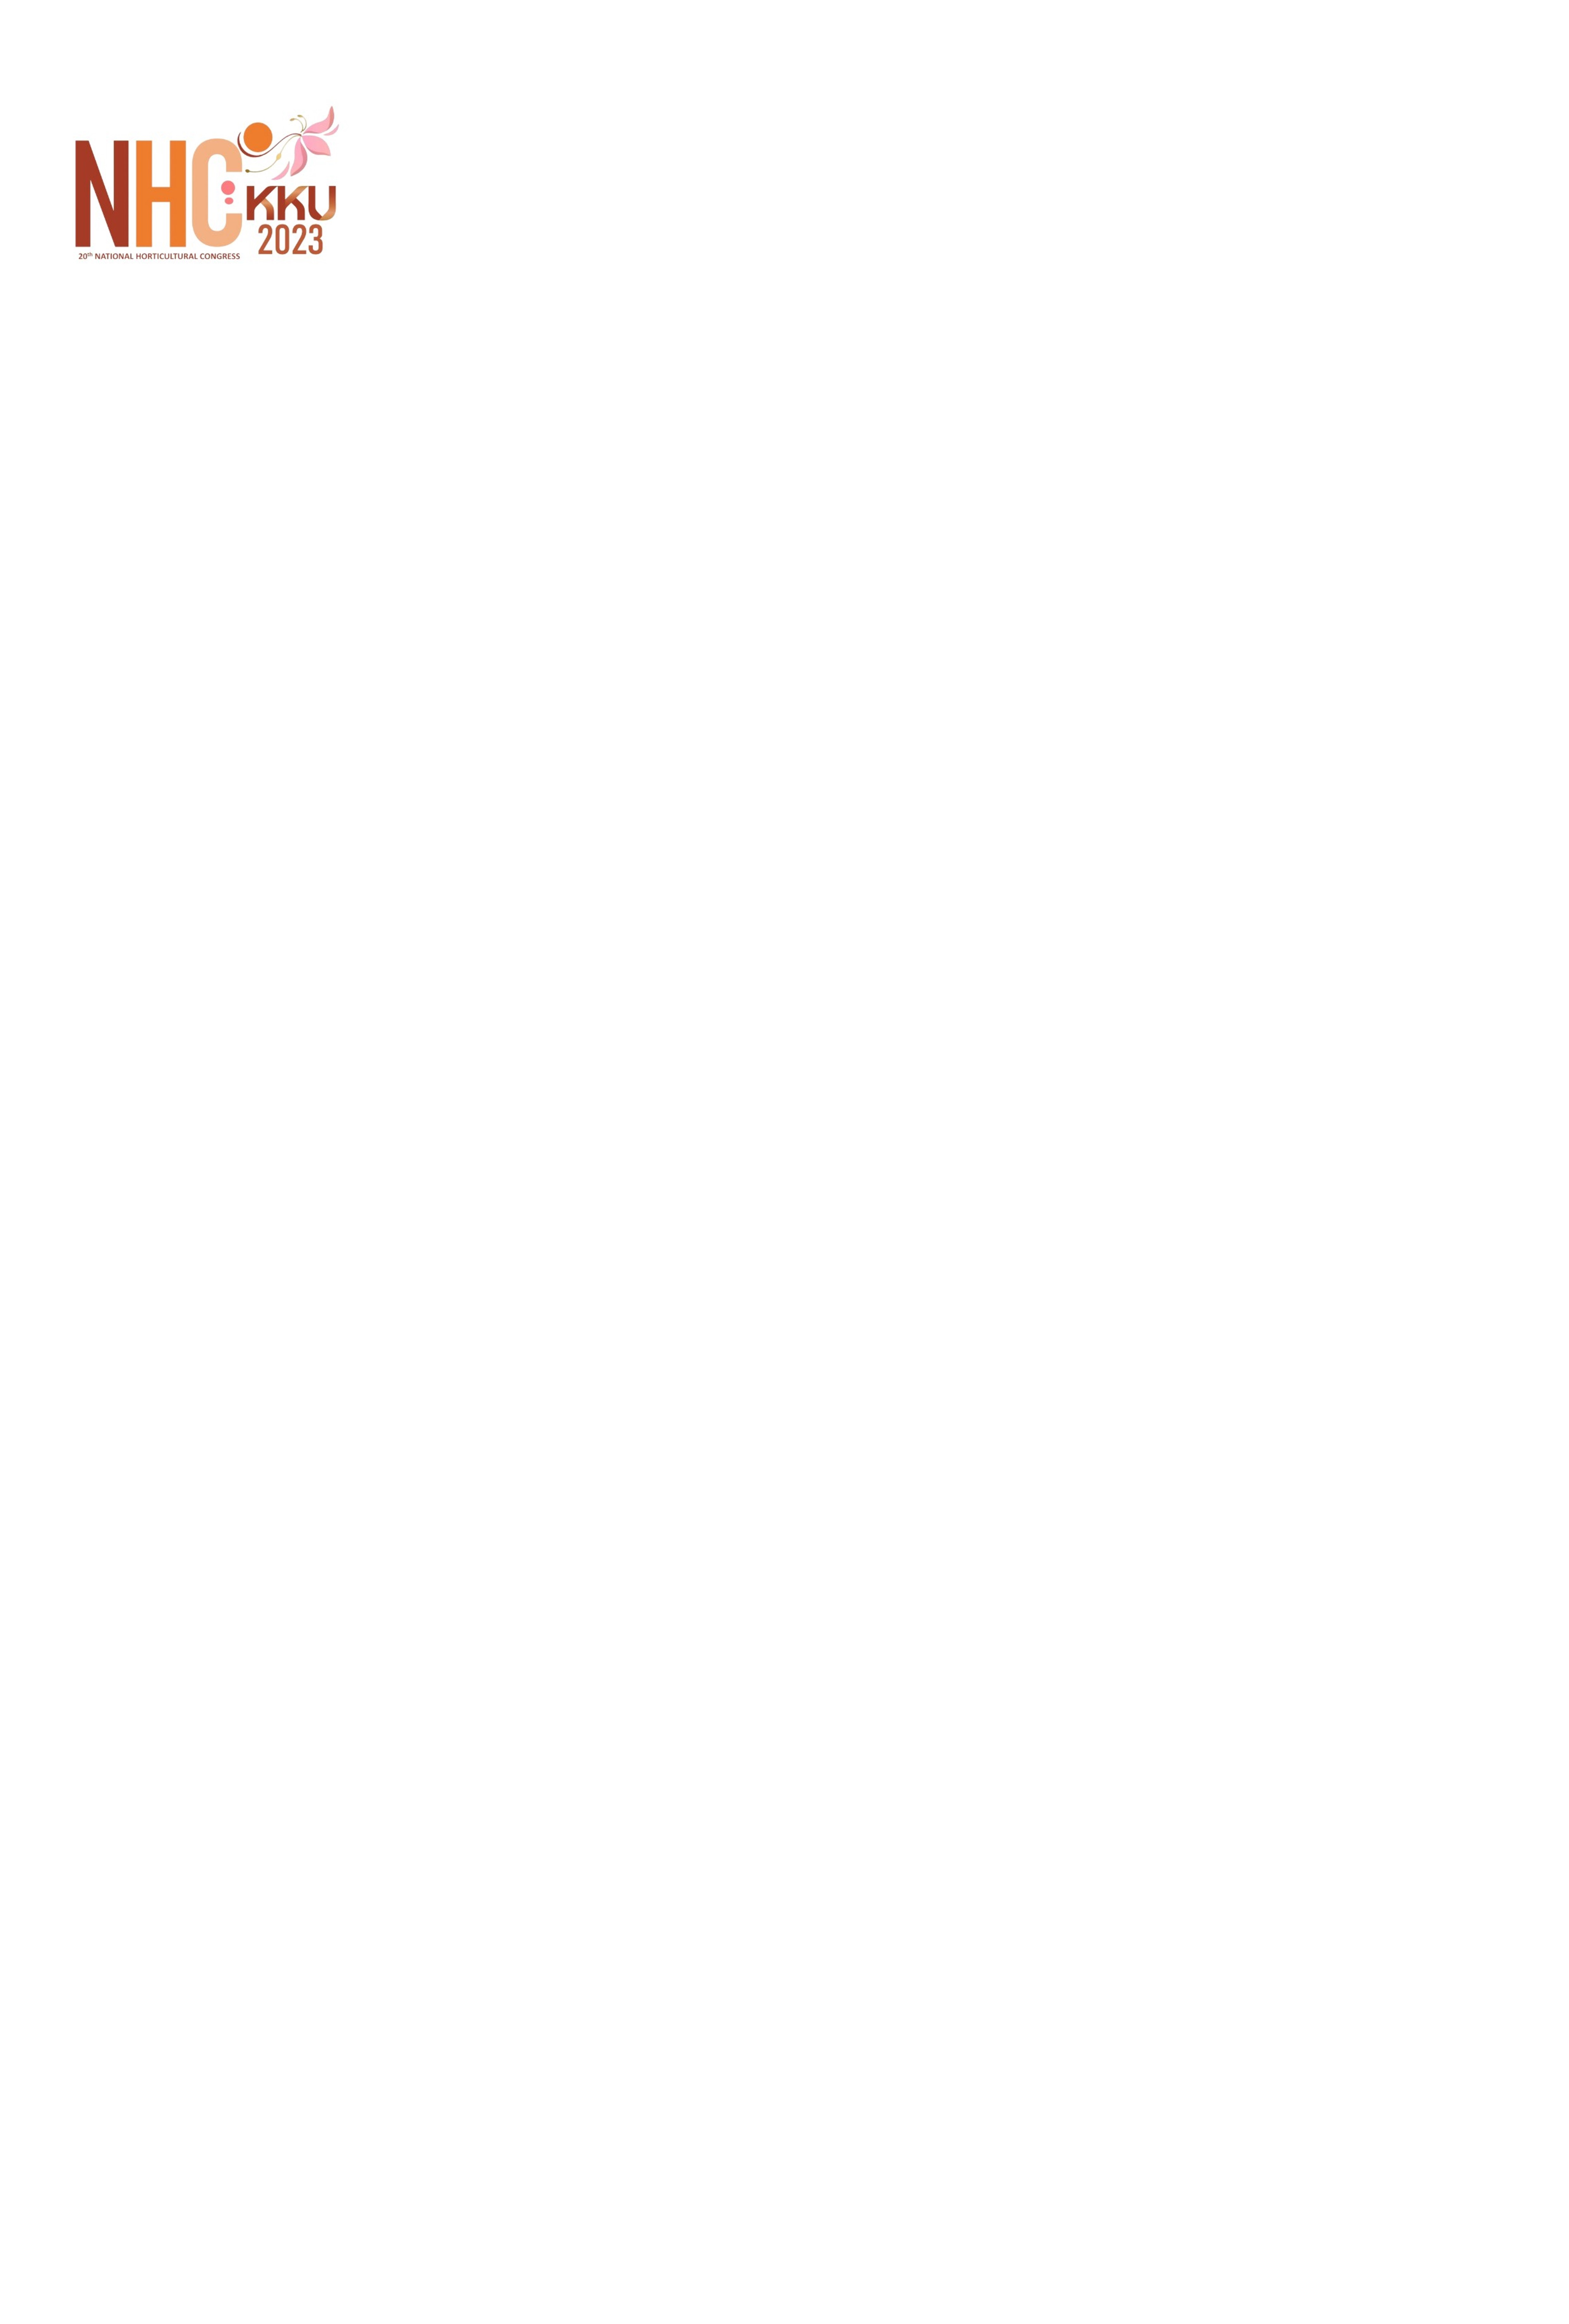 NHC
KKU
2023
20th NATIONAL HORTICULTURAL CONGRESS